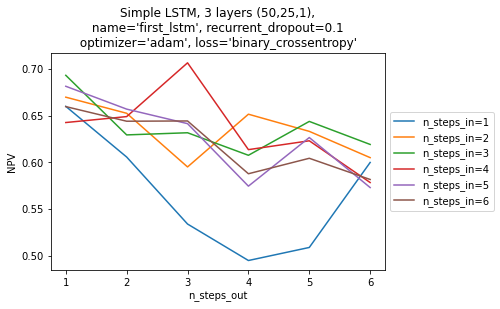 Simple LSTM, 3 layers (50,25,1),
name='first_lstm', recurrent_dropout=0.1
optimizer='adam', loss='binary_crossentropy'
0.70
0.65
0.60
0.55
0.50
NPV
1 2 3 4 5 6
n_steps_out
n_steps_in=1
n_steps_in=2
n_steps_in=3
n_steps_in=4
n_steps_in=5
n_steps_in=6